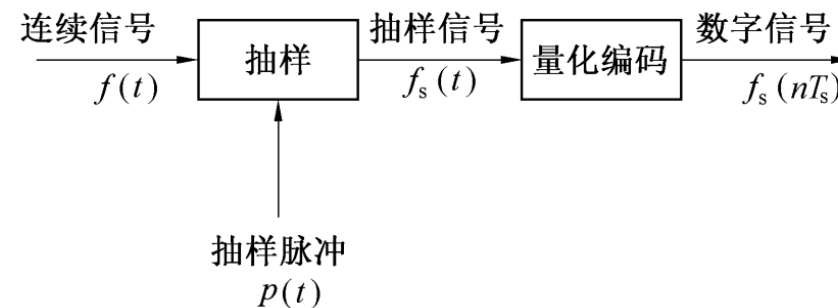 连续信号
f(t)
抽样
抽样信号
fs(t)
量化编码
数字信号
fs(nTs)
抽样脉冲
p(t)